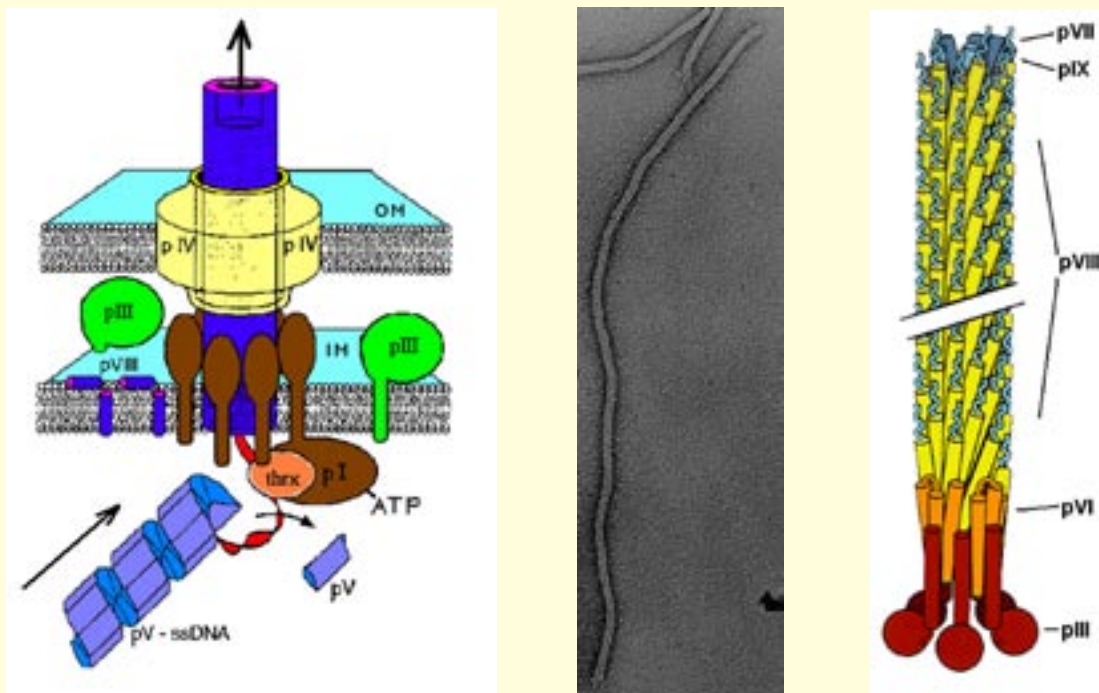 OM
p IV
p IV
pIII
pVIII
IM
pIII
thrx
p I
ATP
pV
pV - ssDNA
pVII
pIX
pVIII
pVI
pIII